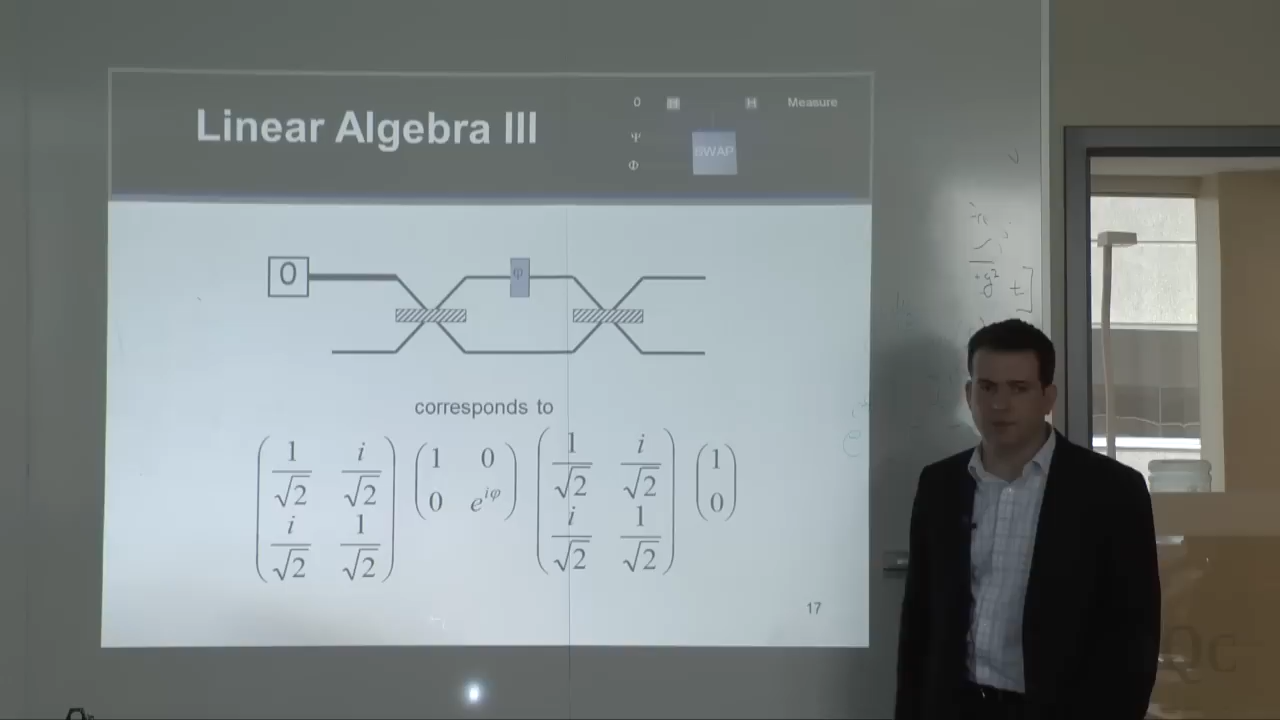 Linear Algebra III
0 H H Measure
Ψ
SWAP
Φ
0
φ
corresponds to
1 i 1 0 1 i 1
√2 √2 0 e^{iφ} √2 √2 0
i 1 i 1
√2 √2 √2 √2
17
QC